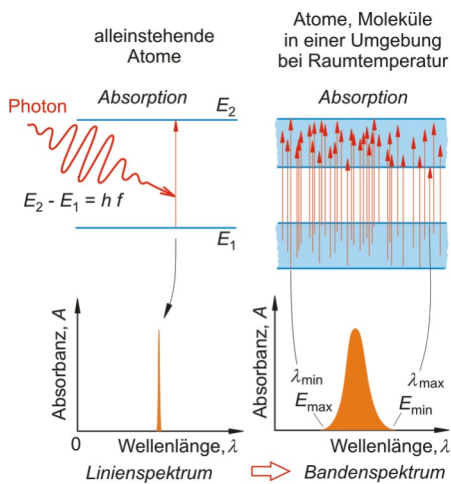 alleinstehende
Atome
Atome, Moleküle
in einer Umgebung
bei Raumtemperatur
Photon
Absorption
E2
Absorption
E2 - E1 = h f
E1
Absorbanz, A
0
Wellenlänge, λ
Absorbanz, A
λmin
Emax
λmax
Emin
Wellenlänge, λ
Linienspektrum
Bandenspektrum